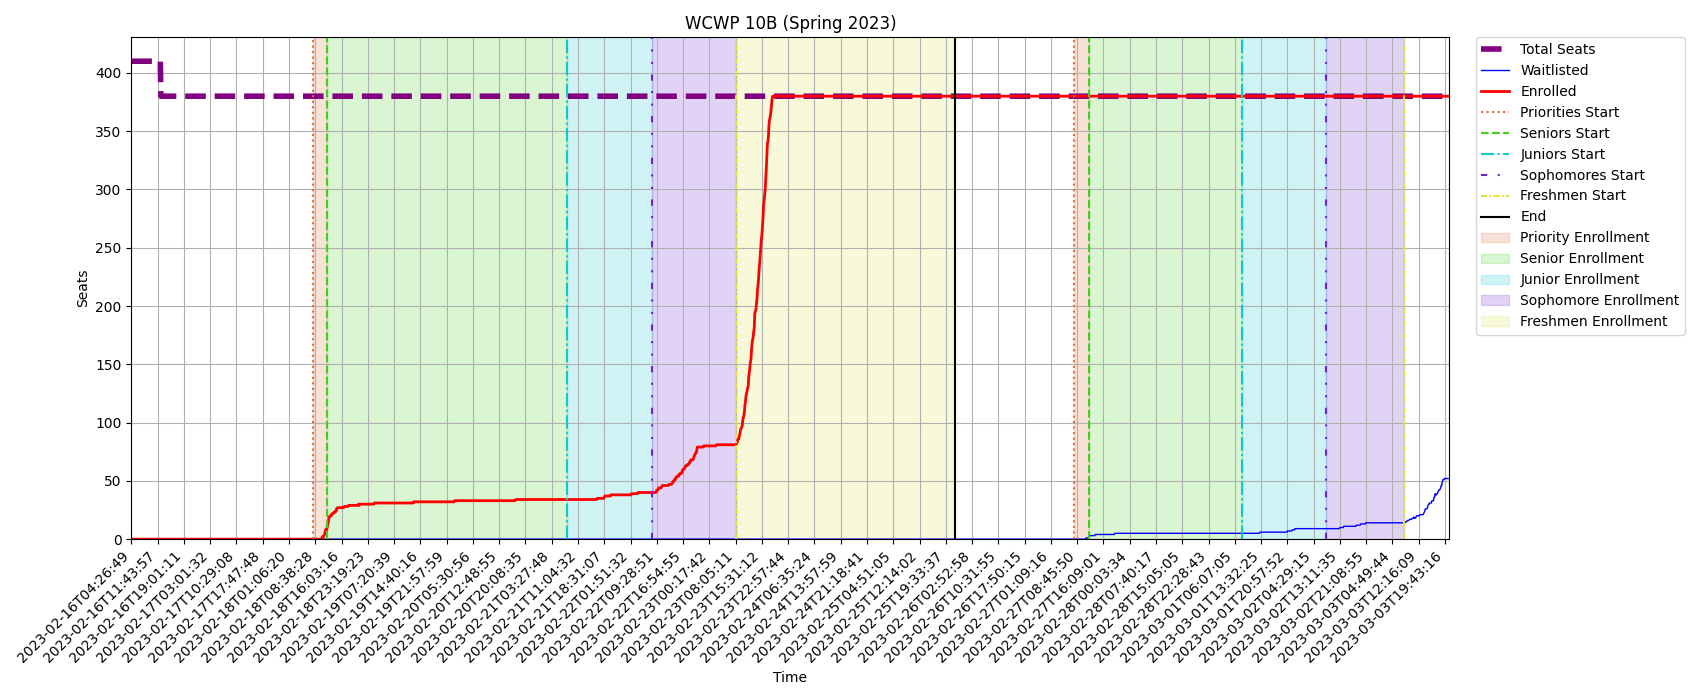 WCWP 10B (Spring 2023)
Seats
400
350
300
250
200
150
100
50
0
2023-02-16T04:26:49
2023-02-16T11:43:57
2023-02-16T19:01:11
2023-02-17T03:01:32
2023-02-17T10:29:08
2023-02-17T17:47:48
2023-02-18T01:06:20
2023-02-18T08:38:28
2023-02-18T16:03:16
2023-02-18T23:19:23
2023-02-19T07:20:39
2023-02-19T14:40:16
2023-02-19T21:57:59
2023-02-20T05:30:56
2023-02-20T12:48:55
2023-02-20T20:08:35
2023-02-21T03:27:48
2023-02-21T11:04:32
2023-02-21T18:31:07
2023-02-22T01:51:32
2023-02-22T09:28:51
2023-02-22T16:54:55
2023-02-23T00:17:42
2023-02-23T08:05:11
2023-02-23T15:31:12
2023-02-23T22:57:44
2023-02-24T06:35:24
2023-02-24T13:57:59
2023-02-24T21:18:41
2023-02-25T04:51:05
2023-02-25T12:14:02
2023-02-25T19:33:37
2023-02-26T02:52:58
2023-02-26T10:31:55
2023-02-26T17:50:15
2023-02-27T01:09:16
2023-02-27T08:45:50
2023-02-27T16:09:01
2023-02-28T00:03:34
2023-02-28T07:40:17
2023-02-28T15:05:05
2023-02-28T22:28:43
2023-03-01T06:07:05
2023-03-01T13:32:25
2023-03-01T20:57:52
2023-03-02T04:29:15
2023-03-02T13:11:35
2023-03-02T21:08:55
2023-03-03T04:49:44
2023-03-03T12:16:09
2023-03-03T19:43:16
Time
Total Seats
Waitlisted
Enrolled
Priorities Start
Seniors Start
Juniors Start
Sophomores Start
Freshmen Start
End
Priority Enrollment
Senior Enrollment
Junior Enrollment
Sophomore Enrollment
Freshmen Enrollment